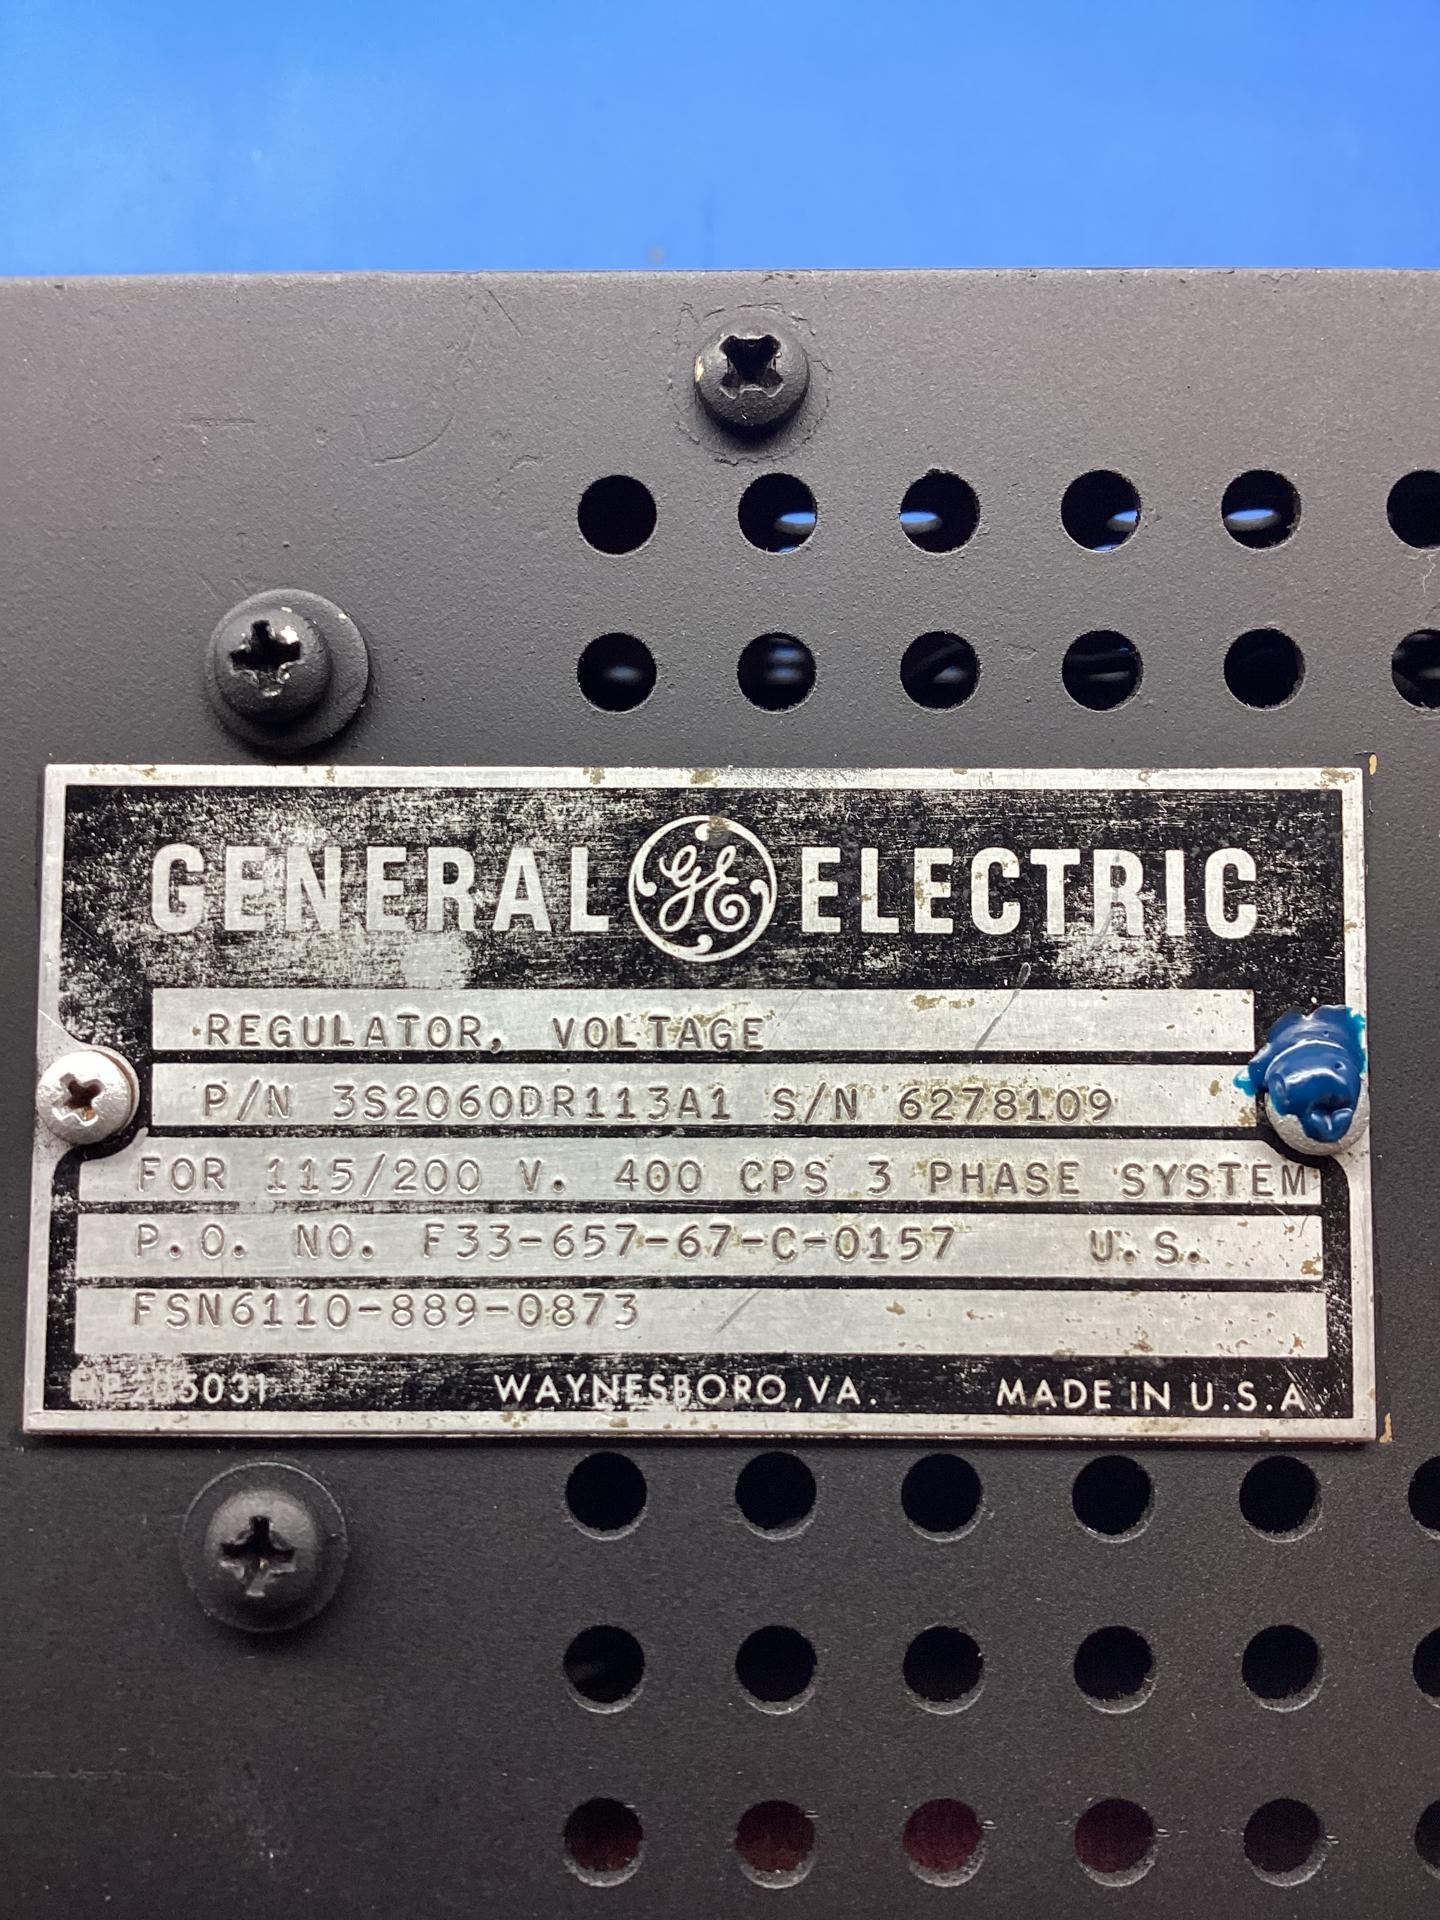 GENERAL GE ELECTRIC
REGULATOR, VOLTAGE
P/N 3S2060DR113A1 S/N 6278109
FOR 115/200 V. 400 CPS 3 PHASE SYSTEM
P.O. NO. F33-657-67-C-0157 U.S.
FSN6110-889-0873
WAYNESBORO, VA. MADE IN U.S.A.